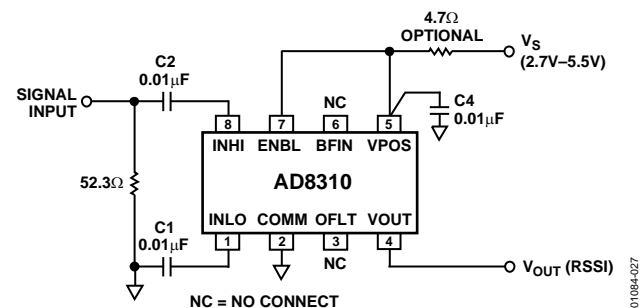 4.7Ω
OPTIONAL
VS
(2.7V–5.5V)
C2
0.01μF
SIGNAL
INPUT
NC
C4
0.01μF
8
7
6
5
INHI
ENBL
BFIN
VPOS
52.3Ω
AD8310
C1
0.01μF
INLO
COMM
OFLT
VOUT
1
2
3
4
NC
VOUT (RSSI)
NC = NO CONNECT
01084-027